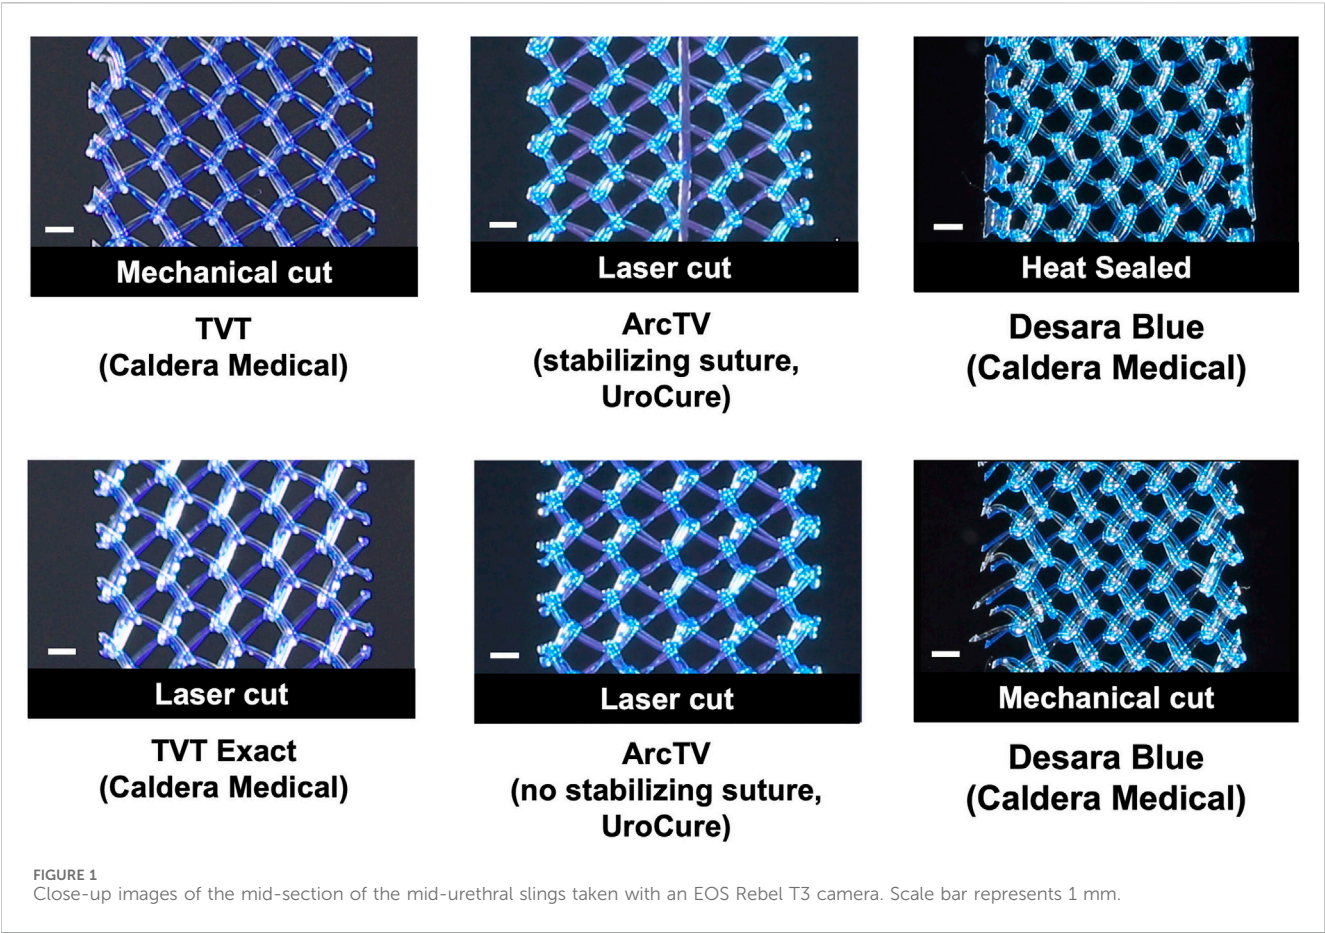 Mechanical cut
TVT
(Caldera Medical)
Laser cut
ArcTV
(stabilizing suture,
UroCure)
Heat Sealed
Desara Blue
(Caldera Medical)
Laser cut
TVT Exact
(Caldera Medical)
Laser cut
ArcTV
(no stabilizing suture,
UroCure)
Mechanical cut
Desara Blue
(Caldera Medical)
FIGURE 1
Close-up images of the mid-section of the mid-urethral slings taken with an EOS Rebel T3 camera. Scale bar represents 1 mm.